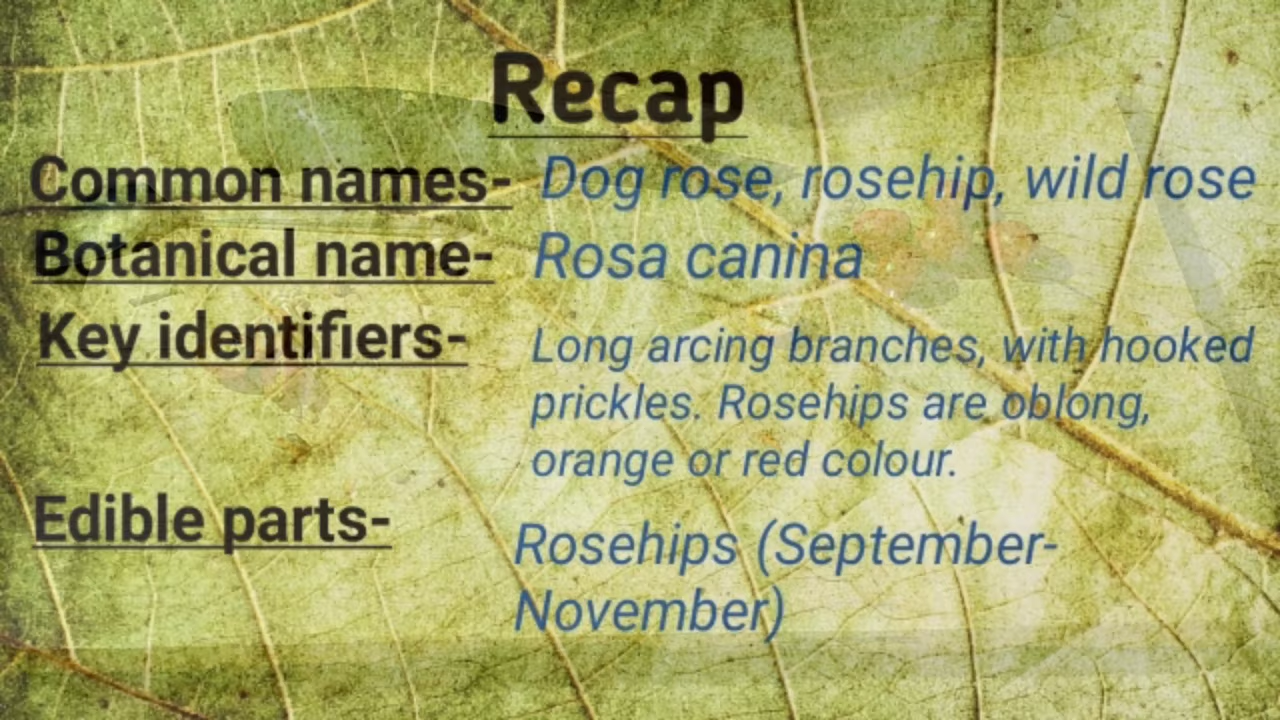 Recap
Common names- Dog rose, rosehip, wild rose
Botanical name- Rosa canina
Key identifiers- Long arcing branches, with hooked
prickles. Rosehips are oblong,
orange or red colour.
Edible parts- Rosehips (September-
November)